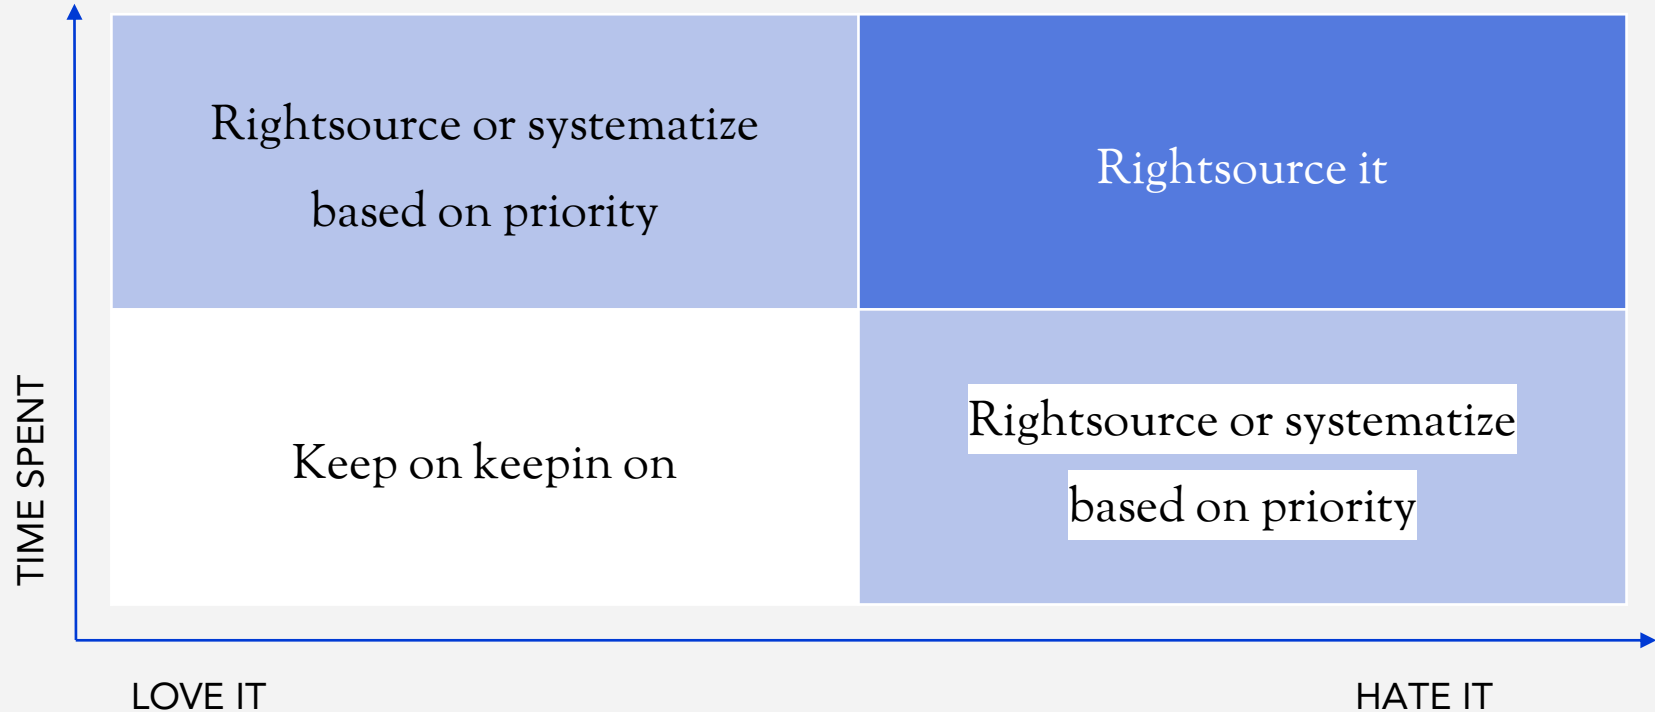 Rightsource or systematize
based on priority
Rightsource it
Keep on keepin on
Rightsource or systematize
based on priority
TIME SPENT
LOVE IT
HATE IT